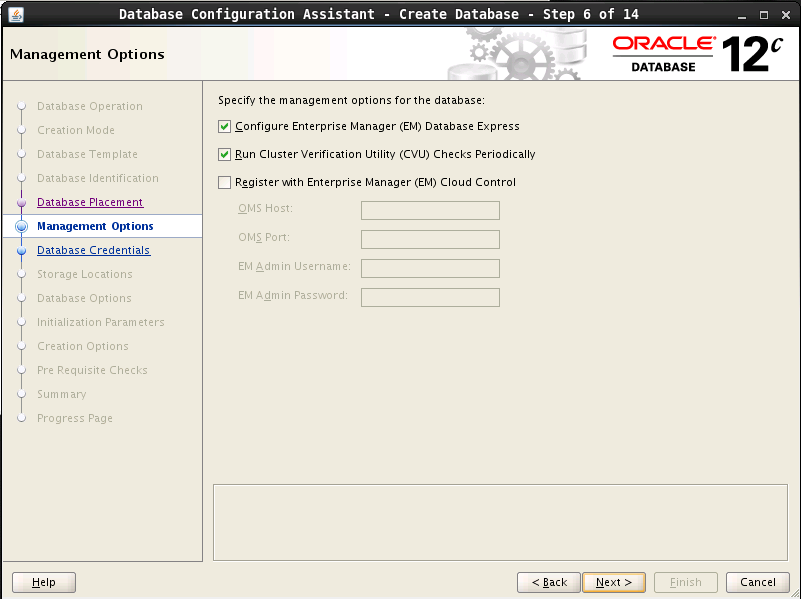 Database Configuration Assistant - Create Database - Step 6 of 14
Management Options
ORACLE®
DATABASE
12c
Database Operation
Creation Mode
Database Template
Database Identification
Database Placement
Management Options
Database Credentials
Storage Locations
Database Options
Initialization Parameters
Creation Options
Pre Requisite Checks
Summary
Progress Page
Specify the management options for the database:
Configure Enterprise Manager (EM) Database Express
Run Cluster Verification Utility (CVU) Checks Periodically
Register with Enterprise Manager (EM) Cloud Control
OMS Host:
OMS Port:
EM Admin Username:
EM Admin Password:
Help
< Back
Next >
Finish
Cancel